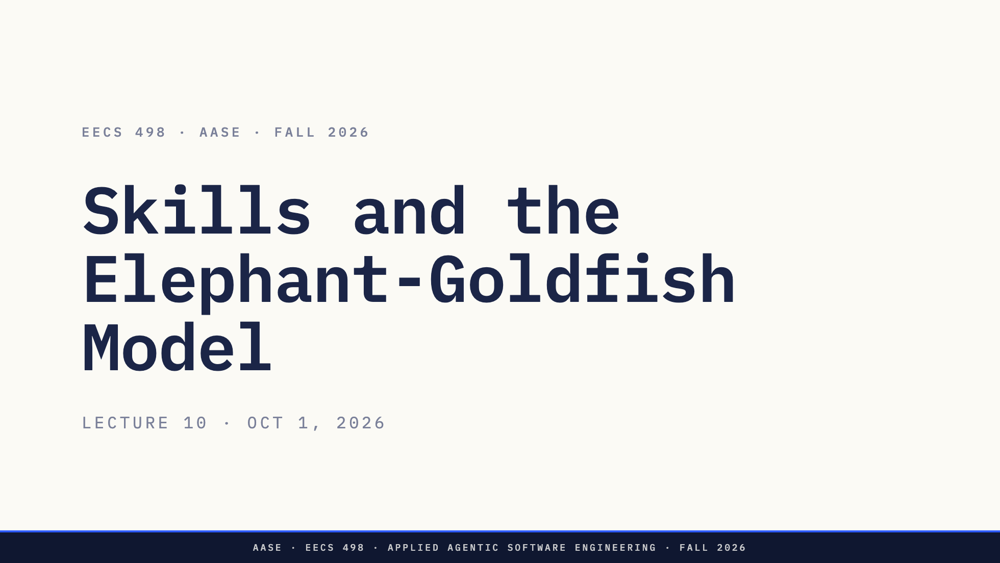 EECS 498 · AASE · FALL 2026
Skills and the
Elephant-Goldfish
Model
LECTURE 10 · OCT 1, 2026
AASE · EECS 498 · APPLIED AGENTIC SOFTWARE ENGINEERING · FALL 2026